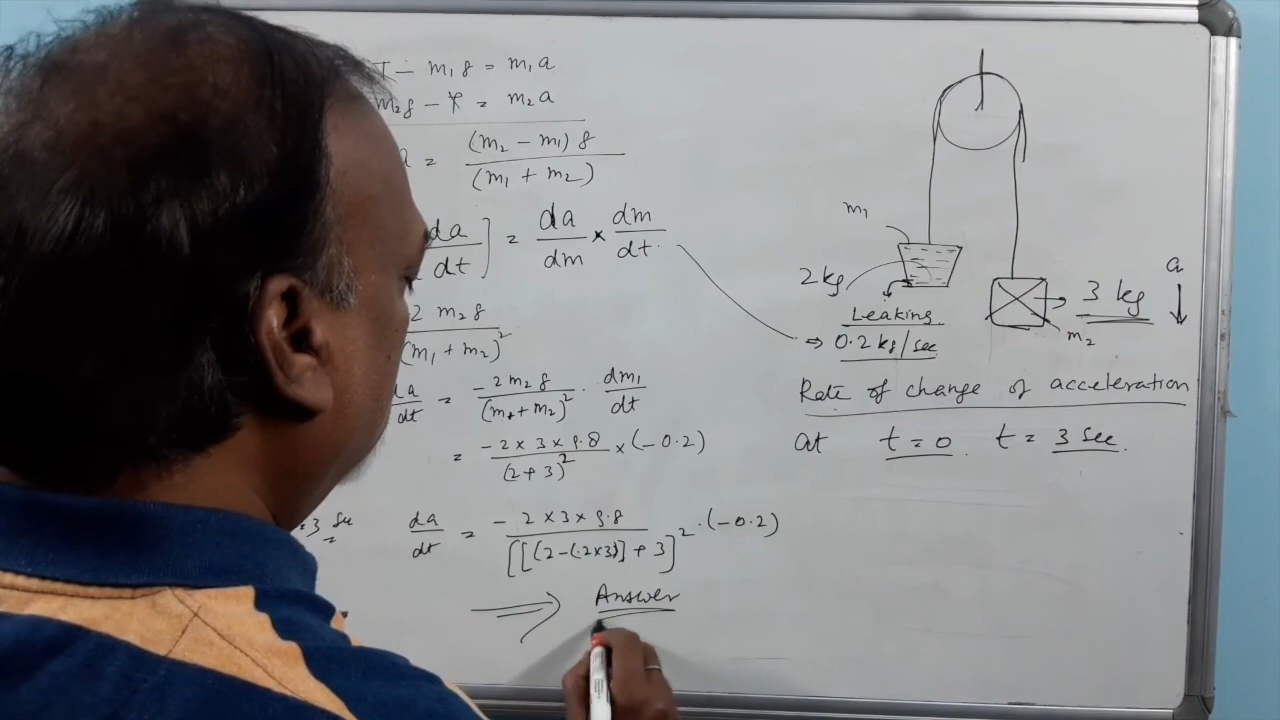 T - m₁g = m₁a
m₂g - T = m₂a
a = (m₂ - m₁)g / (m₁ + m₂)
da/dt] = da/dm × dm/dt.
2 m₂g / (m₁ + m₂)²
da/dt = -2m₂g / (m₁+m₂)² . dm₁/dt
= -2×3×9.8 / (2+3)² × (-0.2)
=3 sec da/dt = -2×3×9.8 / [[(2-(.2×3)] + 3]² . (-0.2)
⇒ Answer
m₁
2 kg
Leaking
⇒ 0.2 kg/sec
3 kg
m₂
a ↓
Rate of change of acceleration
at t=0 t= 3 sec.